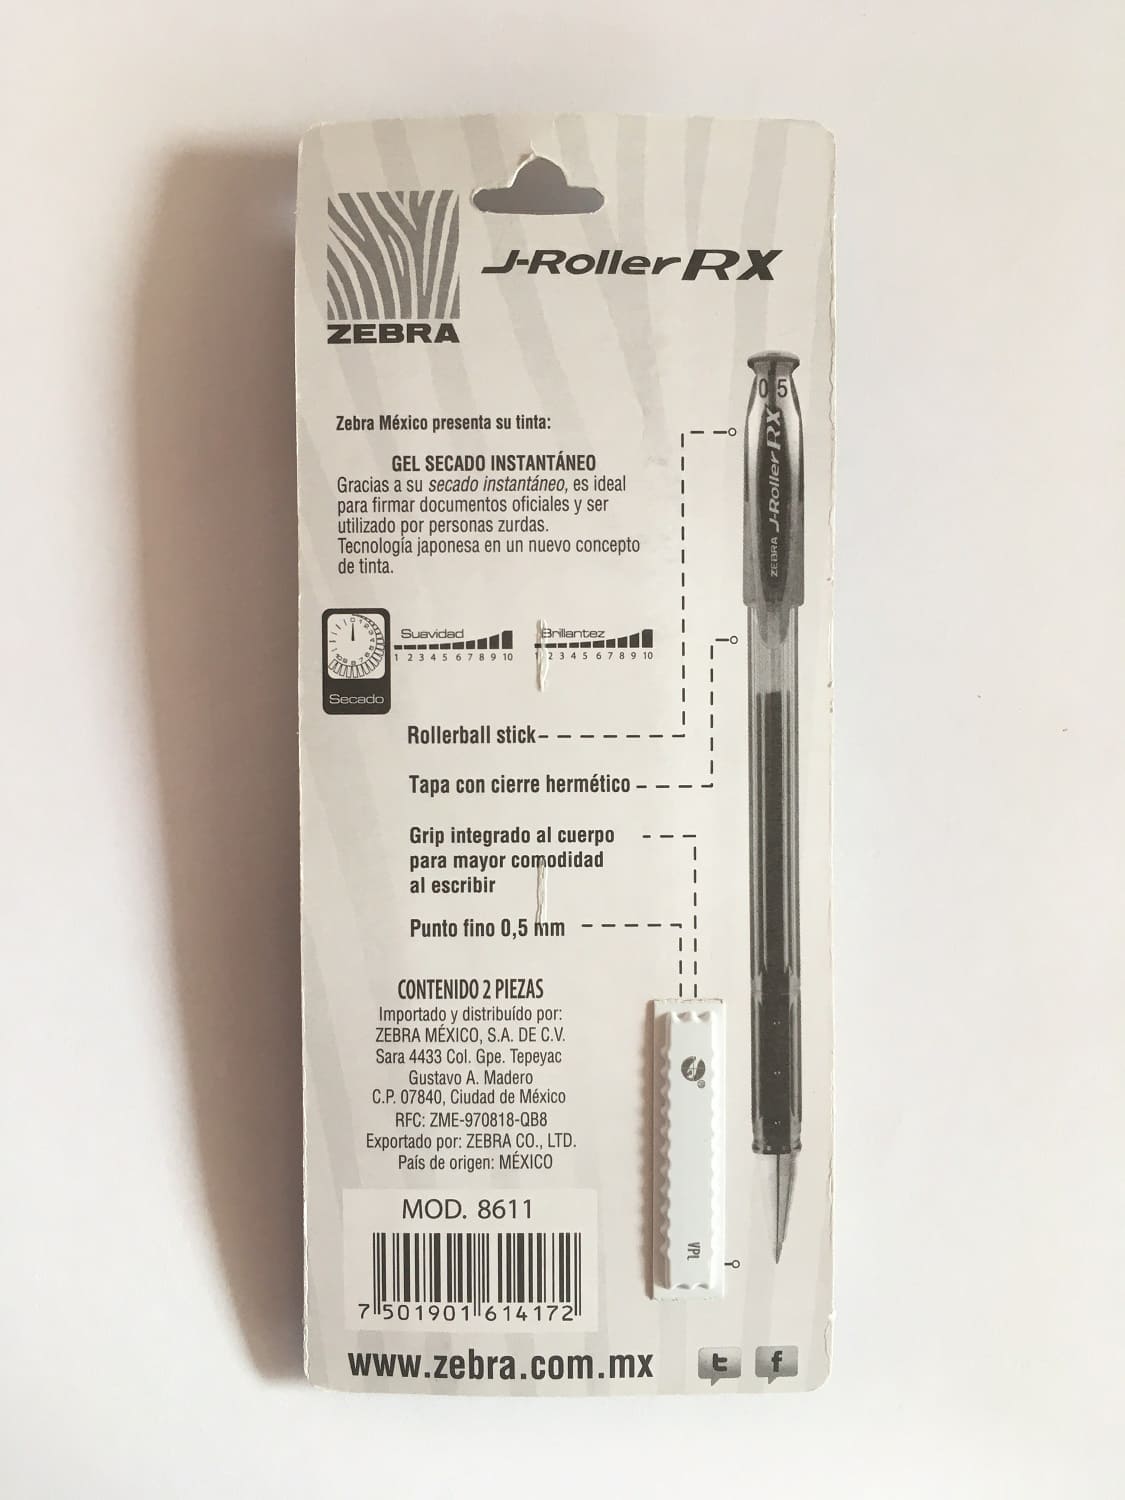 ZEBRA
J-Roller RX
0.5
ZEBRA J-Roller RX
Zebra México presenta su tinta:
GEL SECADO INSTANTÁNEO
Gracias a su secado instantáneo, es ideal
para firmar documentos oficiales y ser
utilizado por personas zurdas.
Tecnología japonesa en un nuevo concepto
de tinta.
Secado
Suavidad
1 2 3 4 5 6 7 8 9 10
Brillantez
1 2 3 4 5 6 7 8 9 10
Rollerball stick
Tapa con cierre hermético
Grip integrado al cuerpo
para mayor comodidad
al escribir
Punto fino 0,5 mm
CONTENIDO 2 PIEZAS
Importado y distribuído por:
ZEBRA MÉXICO, S.A. DE C.V.
Sara 4433 Col. Gpe. Tepeyac
Gustavo A. Madero
C.P. 07840, Ciudad de México
RFC: ZME-970818-QB8
Exportado por: ZEBRA CO., LTD.
País de origen: MÉXICO
VPL
MOD. 8611
7 501901 614172
www.zebra.com.mx
t f